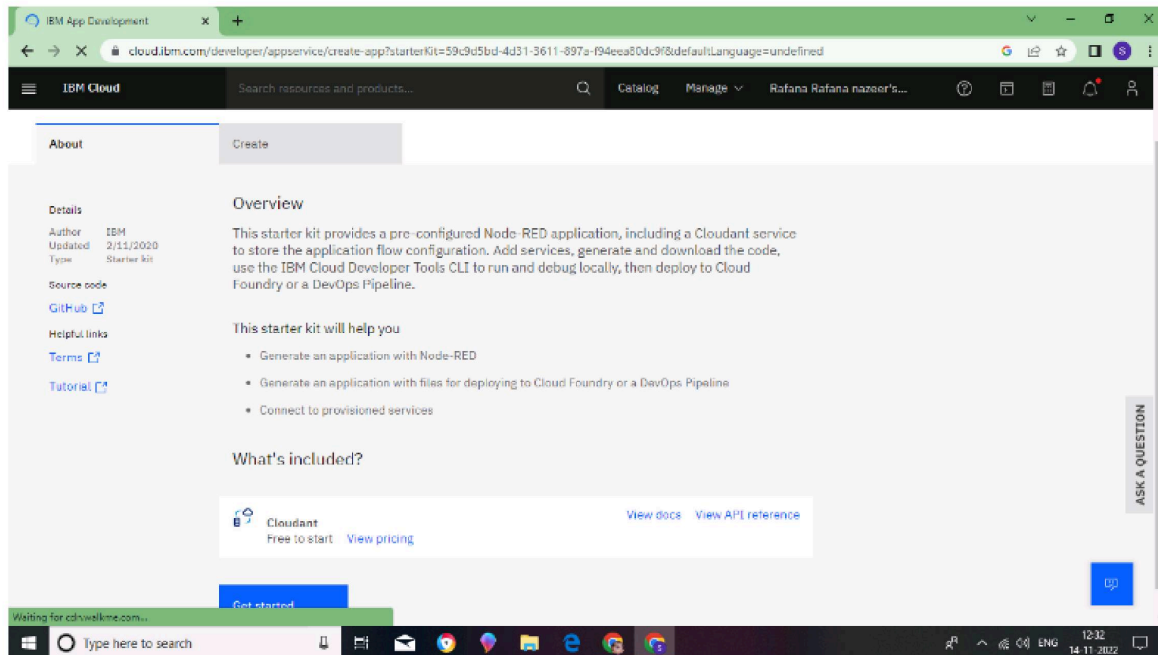 IBM App Development
cloud.ibm.com/developer/appservice/create-app?starterKit=59c9d5bd-4d31-3611-897a-f94eea80dc9f&defaultLanguage=undefined
S
IBM Cloud
Search resources and products...
Catalog
Manage
Rafana Rafana nazeer's...
About
Create
Details
Author IBM
Updated 2/11/2020
Type Starter kit
Source code
GitHub
Helpful links
Terms
Tutorial
Overview
This starter kit provides a pre-configured Node-RED application, including a Cloudant service
to store the application flow configuration. Add services, generate and download the code,
use the IBM Cloud Developer Tools CLI to run and debug locally, then deploy to Cloud
Foundry or a DevOps Pipeline.
This starter kit will help you
• Generate an application with Node-RED
• Generate an application with files for deploying to Cloud Foundry or a DevOps Pipeline
• Connect to provisioned services
What's included?
Cloudant
Free to start View pricing
View docs View API reference
Get started
ASK A QUESTION
Waiting for cdn.walkme.com...
Type here to search
ENG
12:32
14-11-2022